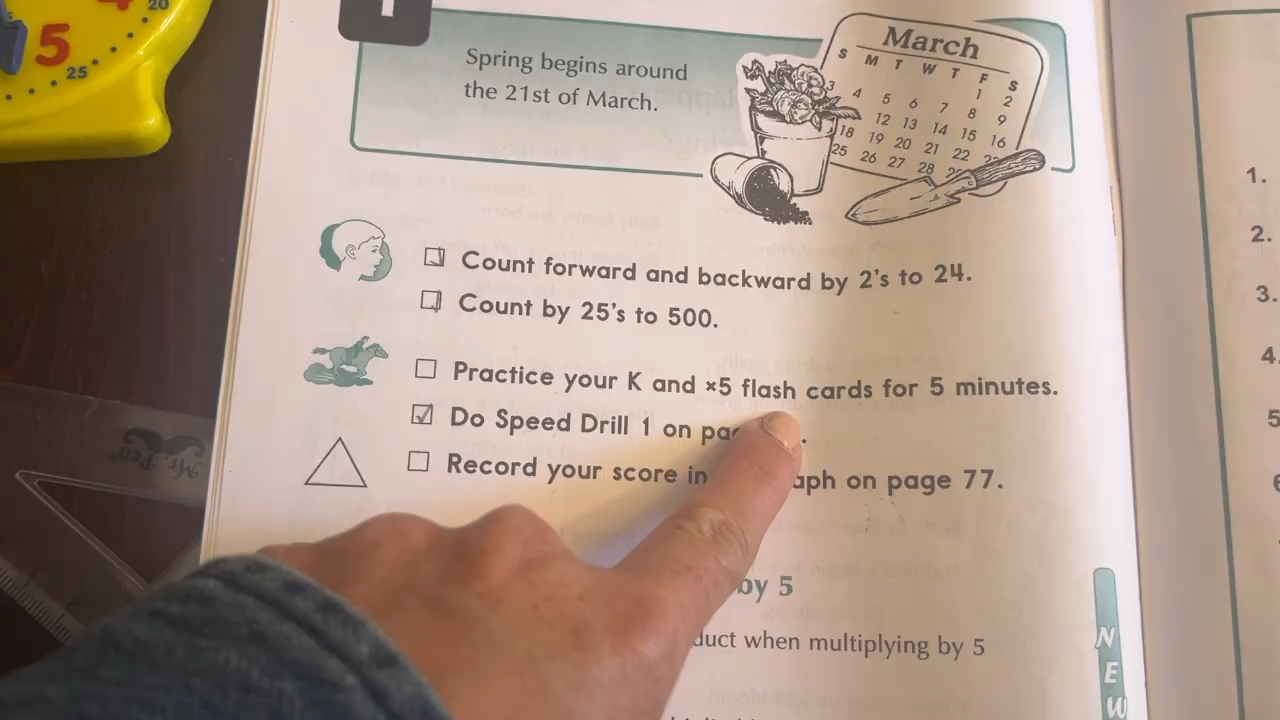 20
5
25
Spring begins around
the 21st of March.
March
S M T W T F S
1 2
3 4 5 6 7 8 9
12 13 14 15 16
18 19 20 21 22
25 26 27 28
Count forward and backward by 2's to 24.
Count by 25's to 500.
Practice your K and ×5 flash cards for 5 minutes.
Do Speed Drill 1 on
Record your score in on page 77.
by 5
when multiplying by 5
NEW
Mr. Pen
1.
2.
3.
4.
5